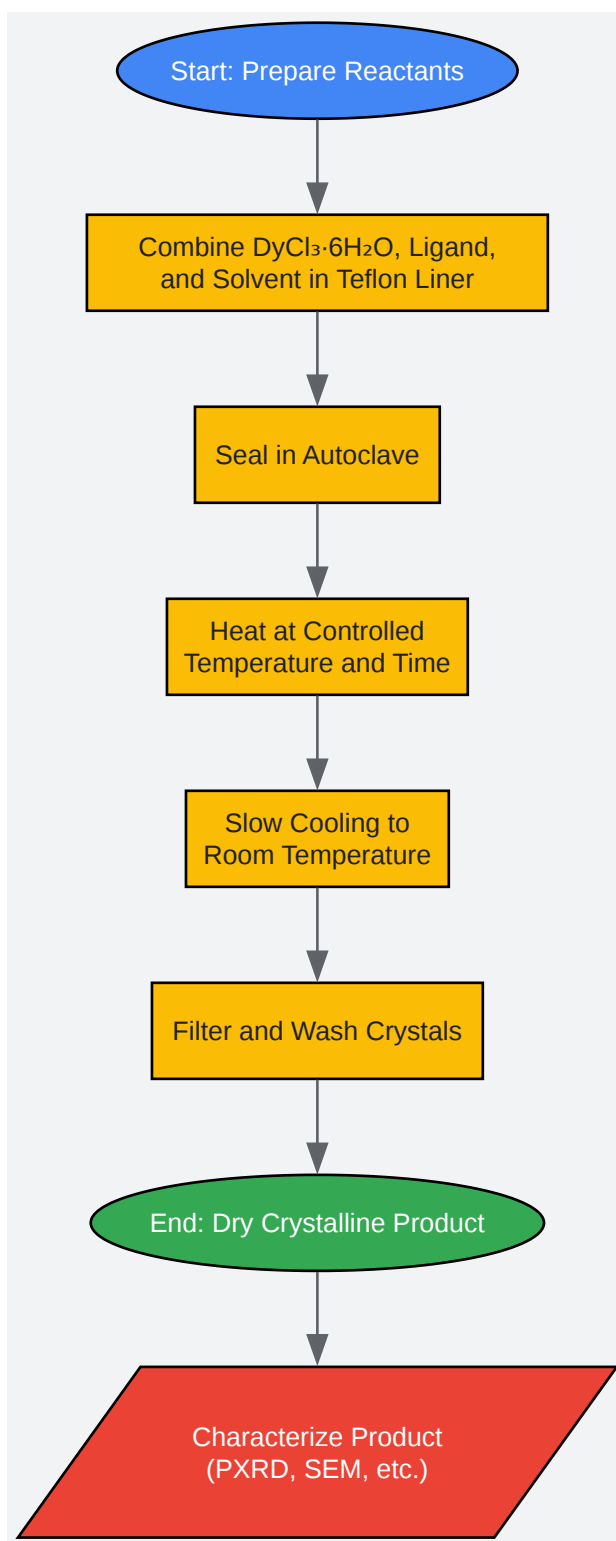 Start: Prepare Reactants
Combine DyCl₃·6H₂O, Ligand,
and Solvent in Teflon Liner
Seal in Autoclave
Heat at Controlled
Temperature and Time
Slow Cooling to
Room Temperature
Filter and Wash Crystals
End: Dry Crystalline Product
Characterize Product
(PXRD, SEM, etc.)